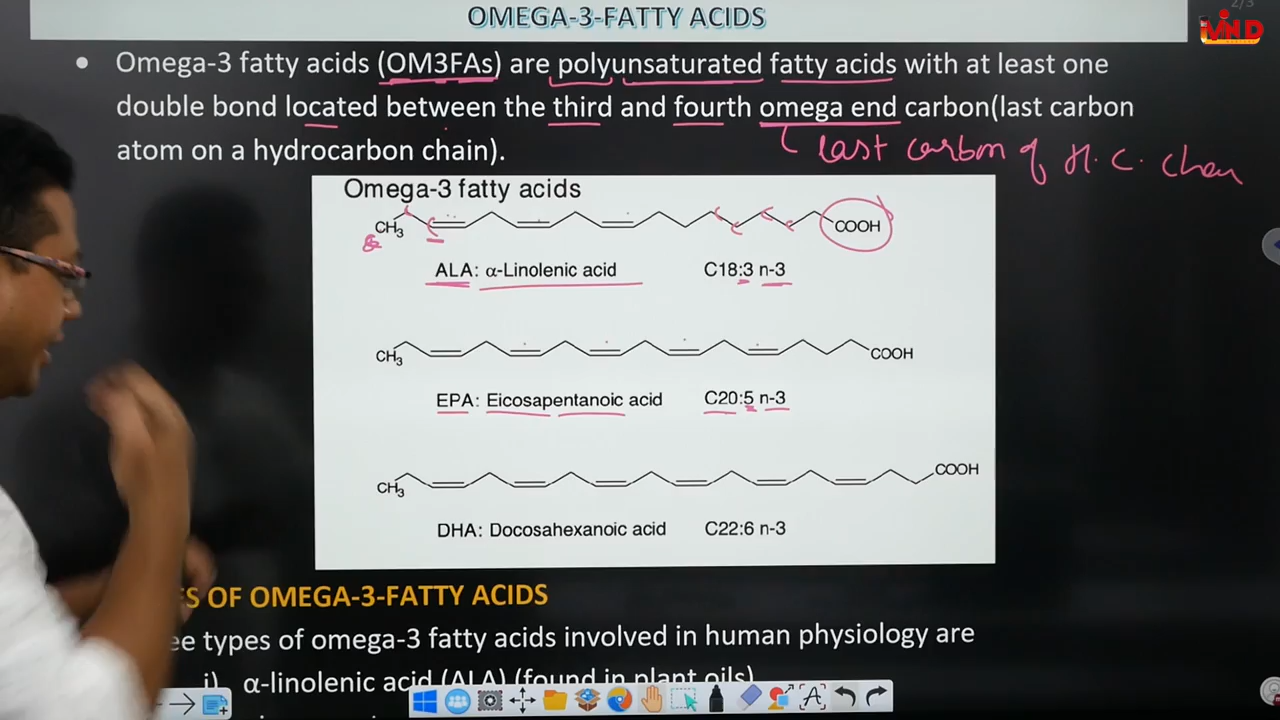 2/3
MIND
OMEGA-3-FATTY ACIDS
• Omega-3 fatty acids (OM3FAs) are polyunsaturated fatty acids with at least one
double bond located between the third and fourth omega end carbon(last carbon
atom on a hydrocarbon chain).
last carbon of H.C. chan
Omega-3 fatty acids
CH3 COOH
ALA: α-Linolenic acid C18:3 n-3
CH3 COOH
EPA: Eicosapentanoic acid C20:5 n-3
CH3 COOH
DHA: Docosahexanoic acid C22:6 n-3
S OF OMEGA-3-FATTY ACIDS
ee types of omega-3 fatty acids involved in human physiology are
i) α-linolenic acid (ALA) (found in plant oils)